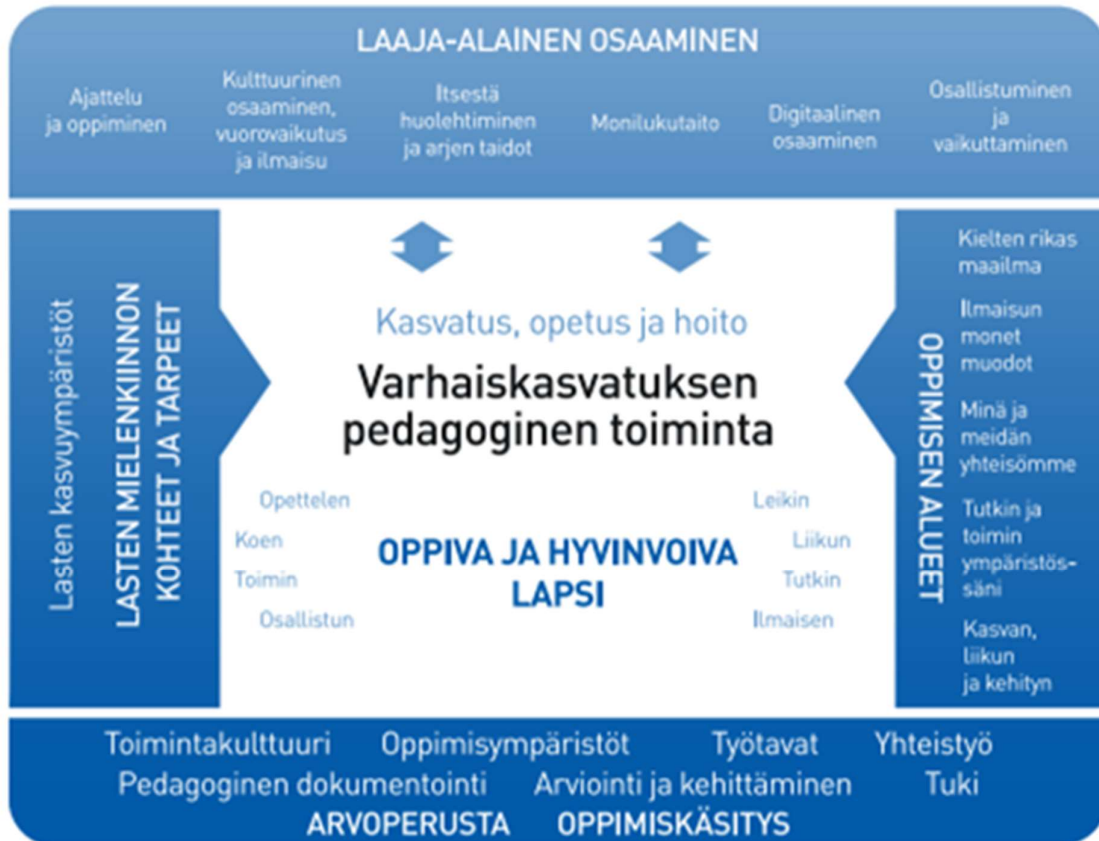 LAAJA-ALAINEN OSAAMINEN
Ajattelu
ja oppiminen
Kulttuurinen
osaaminen,
vuorovaikutus
ja ilmaisu
Itsestä
huolehtiminen
ja arjen taidot
Monilukutaito
Digitaalinen
osaaminen
Osallistuminen
ja
vaikuttaminen
Lasten kasvuympäristöt
LASTEN MIELENKIINNON
KOHTEET JA TARPEET
Kasvatus, opetus ja hoito
Varhaiskasvatuksen
pedagoginen toiminta
Opettelen
Koen
Toimin
Osallistun
OPPIVA JA HYVINVOIVA
LAPSI
Leikin
Liikun
Tutkin
Ilmaisen
OPPIMISEN ALUEET
Kielten rikas
maailma
Ilmaisun
monet
muodot
Minä ja
meidän
yhteisömme
Tutkin ja
toimin
ympäristös-
säni
Kasvan,
liikun
ja kehityn
Toimintakulttuuri Oppimisympäristöt Työtavat Yhteistyö
Pedagoginen dokumentointi Arviointi ja kehittäminen Tuki
ARVOPERUSTA OPPIMISKÄSITYS